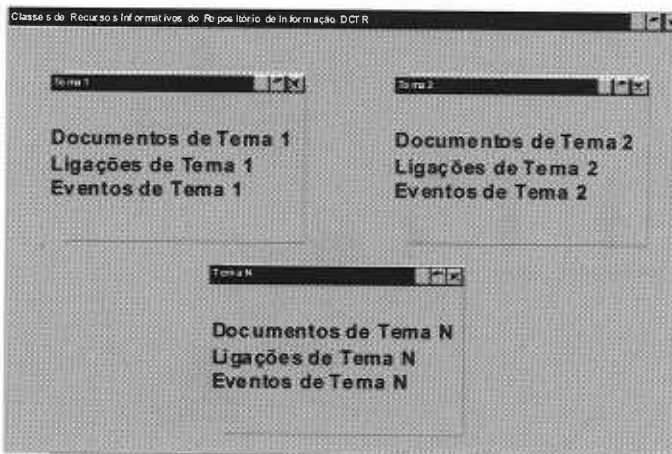 Classes de Recursos Informativos do Repositório de Informação DCTR
Tema 1
Documentos de Tema 1
Ligações de Tema 1
Eventos de Tema 1
Tema 2
Documentos de Tema 2
Ligações de Tema 2
Eventos de Tema 2
Tema N
Documentos de Tema N
Ligações de Tema N
Eventos de Tema N